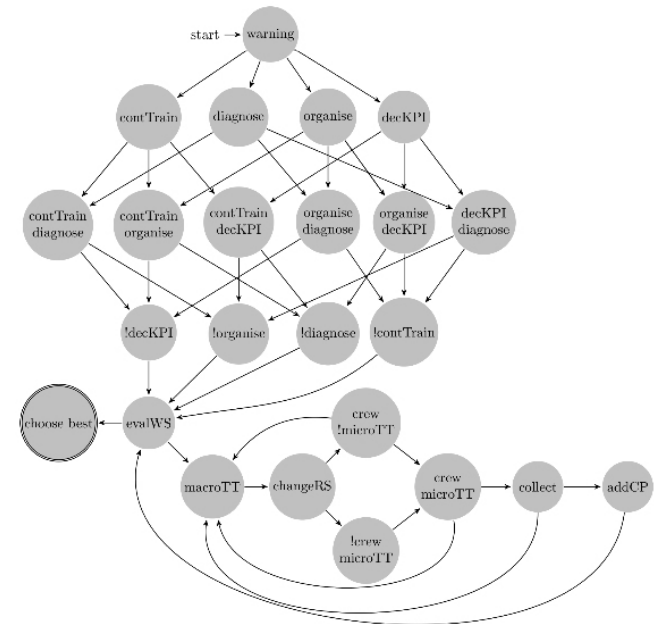 start
warning
contTrain
diagnose
organise
decKPI
contTrain
diagnose
contTrain
organise
contTrain
decKPI
organise
diagnose
organise
decKPI
decKPI
diagnose
!decKPI
!organise
!diagnose
!contTrain
choose best
evalWS
crew
!microTT
macroTT
changeRS
crew
microTT
collect
addCP
!crew
microTT